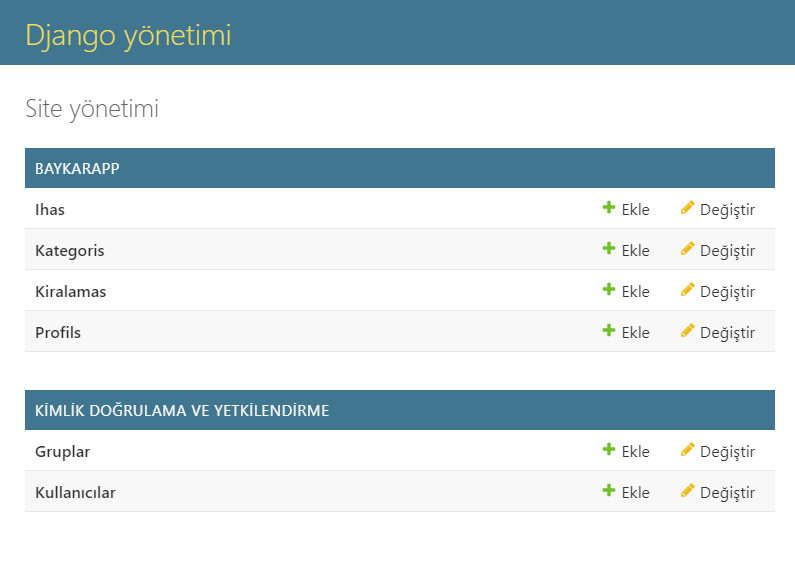 Django yönetimi
Site yönetimi
BAYKARAPP
Ihas Ekle Değiştir
Kategoris Ekle Değiştir
Kiralamas Ekle Değiştir
Profils Ekle Değiştir
KİMLİK DOĞRULAMA VE YETKİLENDİRME
Gruplar Ekle Değiştir
Kullanıcılar Ekle Değiştir